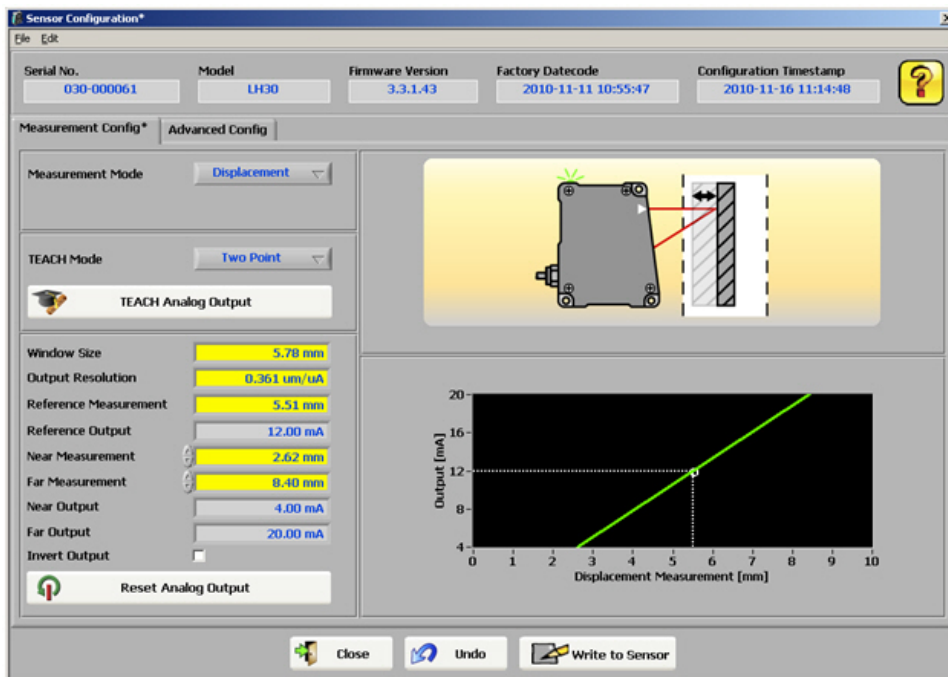 Sensor Configuration*
File Edit
Serial No. Model Firmware Version Factory Datecode Configuration Timestamp
030-000061 LH30 3.3.1.43 2010-11-11 10:55:47 2010-11-16 11:14:48
Measurement Config* Advanced Config
Measurement Mode Displacement
TEACH Mode Two Point
TEACH Analog Output
Window Size 5.78 mm
Output Resolution 0.361 um/uA
Reference Measurement 5.51 mm
Reference Output 12.00 mA
Near Measurement 2.62 mm
Far Measurement 8.40 mm
Near Output 4.00 mA
Far Output 20.00 mA
Invert Output
Reset Analog Output
Output [mA]
20
16
12
8
4
0 1 2 3 4 5 6 7 8 9 10
Displacement Measurement [mm]
Close Undo Write to Sensor